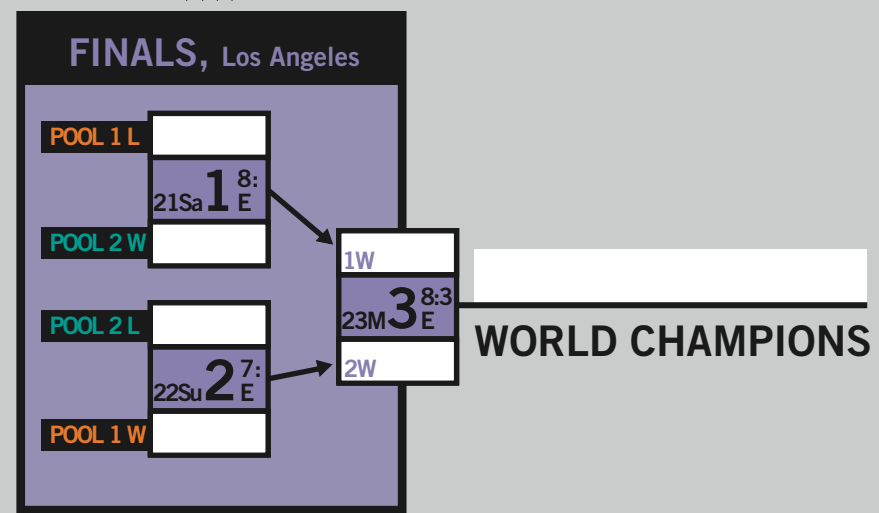 FINALS, Los Angeles
POOL 1 L
21Sa 1 8: E
POOL 2 W
POOL 2 L
22Su 2 7: E
POOL 1 W
1W
23M 3 8:3 E
2W
WORLD CHAMPIONS